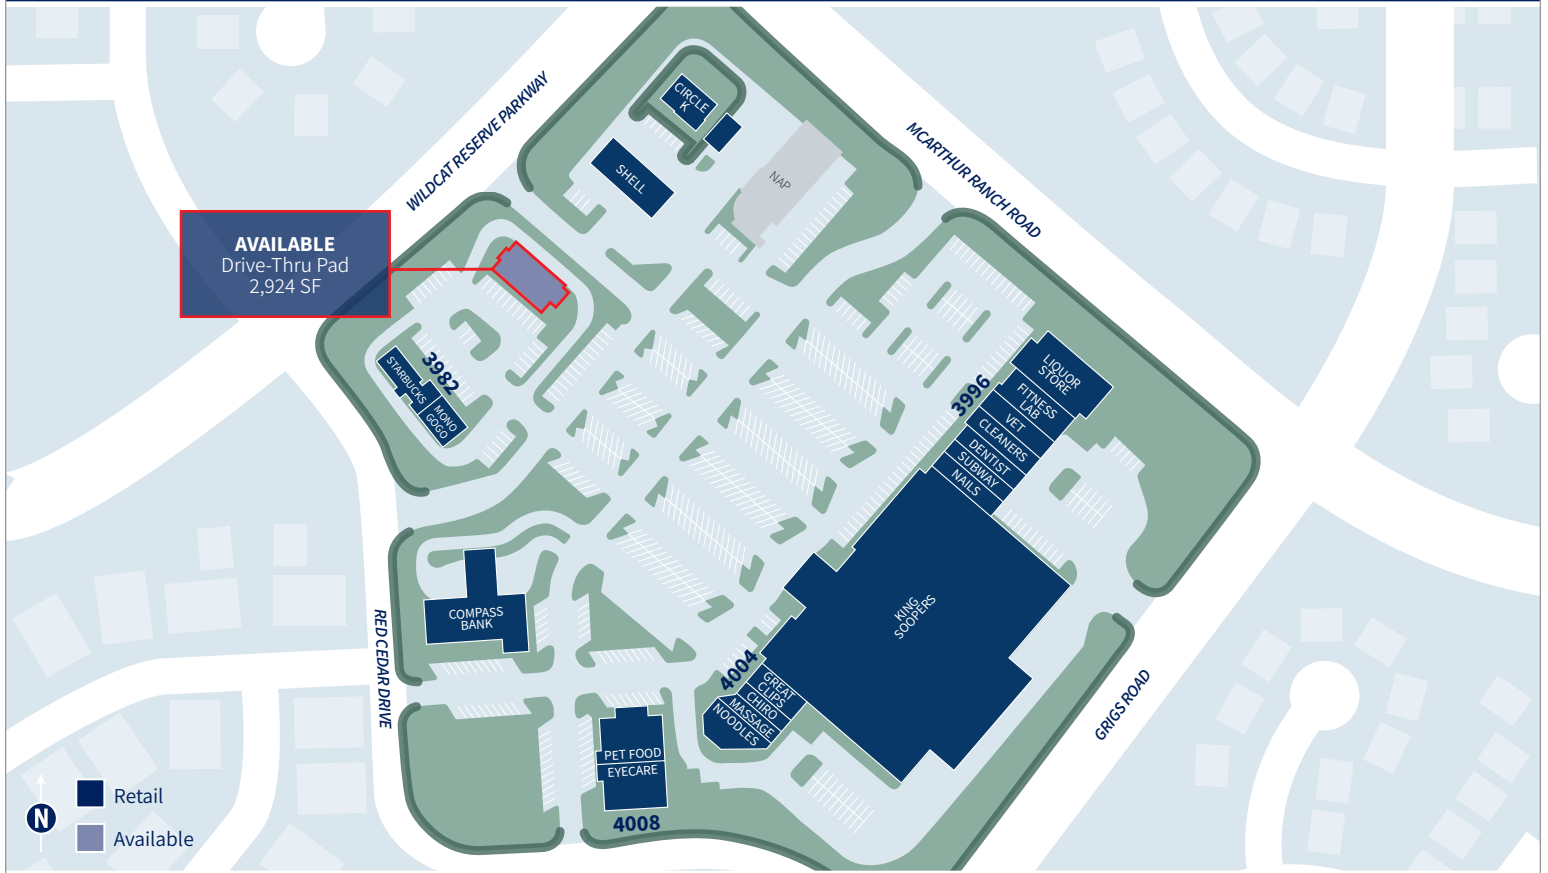 WILDCAT RESERVE PARKWAY
MCARTHUR RANCH ROAD
CIRCLE
K
SHELL
NAP
AVAILABLE
Drive-Thru Pad
2,924 SF
3982
STARBUCKS
MONO
GOGO
3996
LIQUOR
STORE
FITNESS
LAB
VET
CLEANERS
DENTIST
SUBWAY
NAILS
KING
SOOPERS
COMPASS
BANK
RED CEDAR DRIVE
4004
GREAT
CLIPS
CHIRO
MASSAGE
NOODLES
GRIGS ROAD
PET FOOD
EYECARE
4008
N
Retail
Available